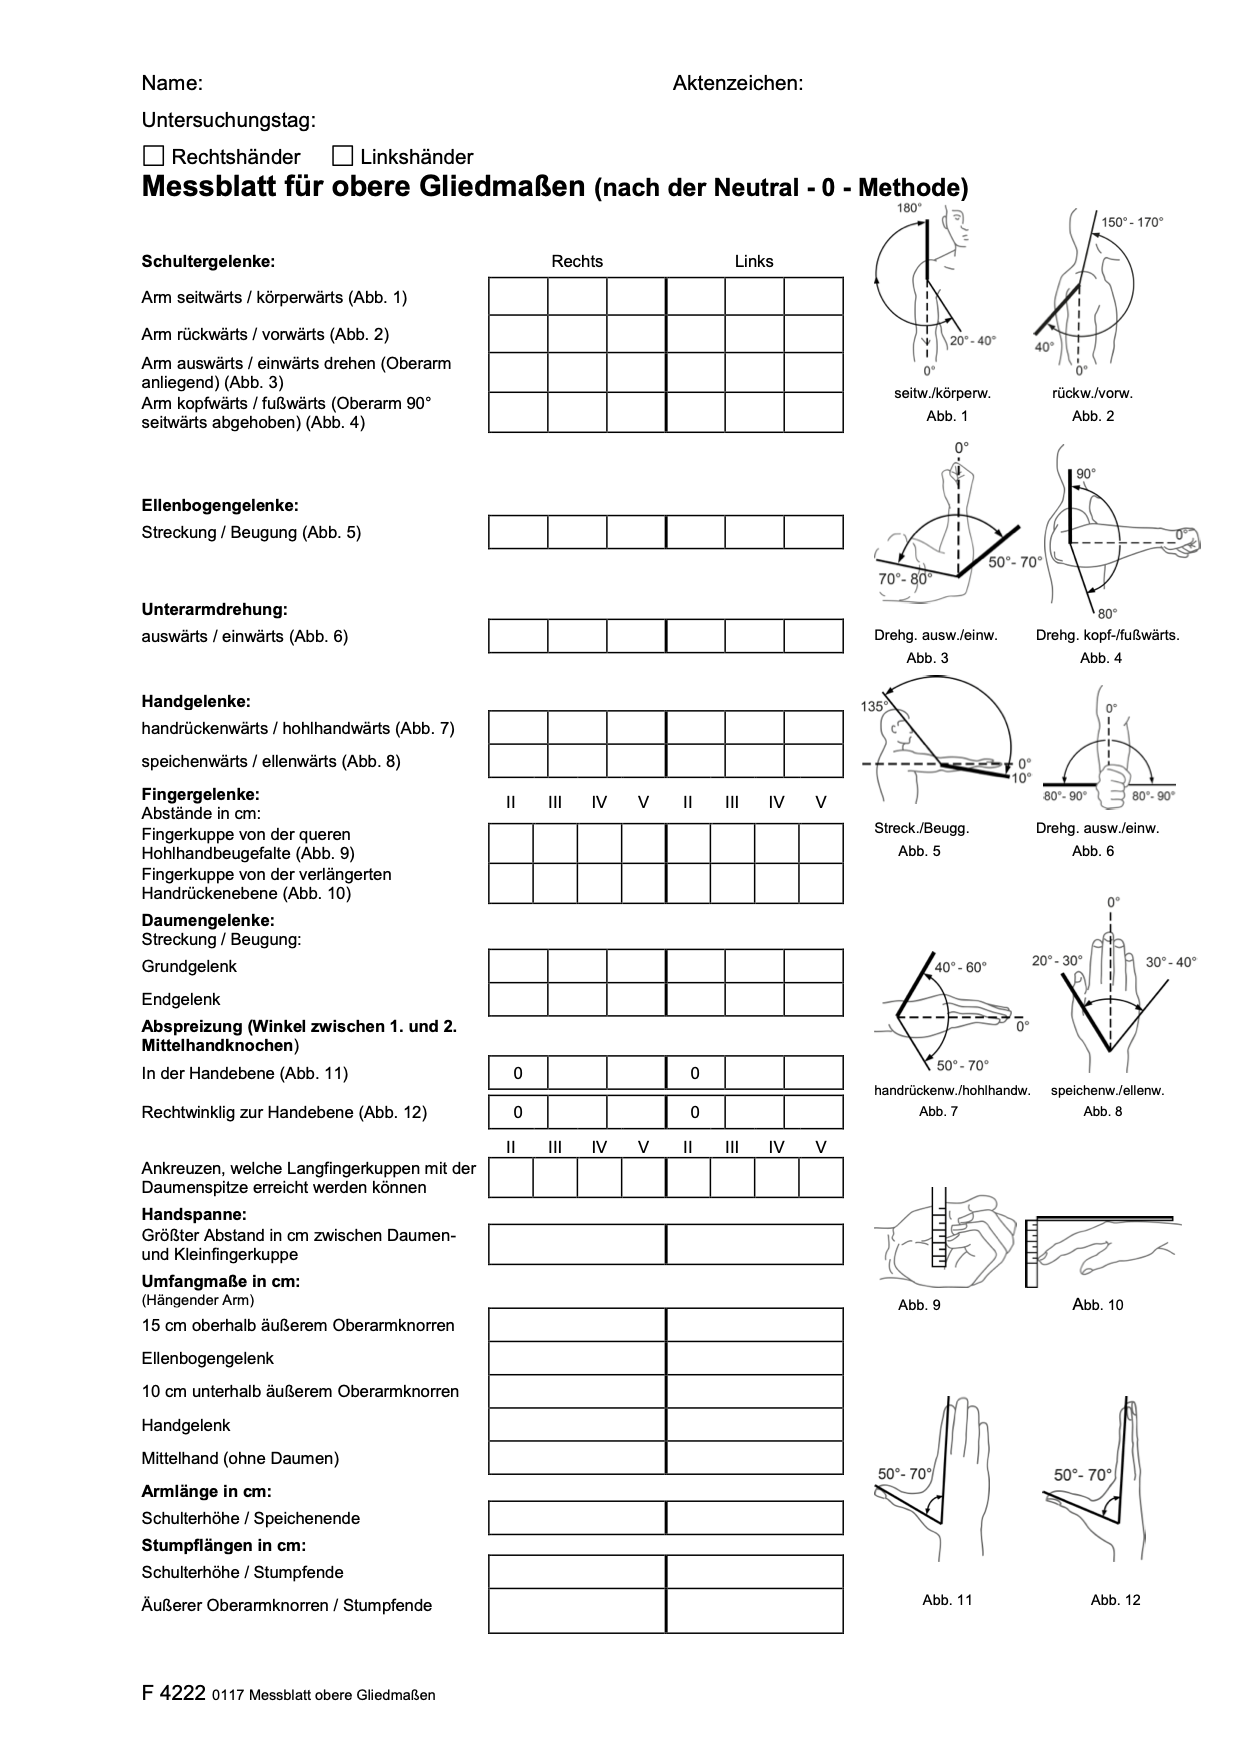 Name:
Aktenzeichen:
Untersuchungstag:
Rechtshänder
Linkshänder
Messblatt für obere Gliedmaßen (nach der Neutral - 0 - Methode)
Schultergelenke:
Rechts
Links
Arm seitwärts / körperwärts (Abb. 1)
Arm rückwärts / vorwärts (Abb. 2)
Arm auswärts / einwärts drehen (Oberarm
anliegend) (Abb. 3)
Arm kopfwärts / fußwärts (Oberarm 90°
seitwärts abgehoben) (Abb. 4)
180°
20°- 40°
0°
seitw./körperw.
Abb. 1
150°- 170°
40°
0°
rückw./vorw.
Abb. 2
Ellenbogengelenke:
Streckung / Beugung (Abb. 5)
Unterarmdrehung:
auswärts / einwärts (Abb. 6)
0°
50°- 70°
70°- 80°
Drehg. ausw./einw.
Abb. 3
90°
0°
80°
Drehg. kopf-/fußwärts.
Abb. 4
Handgelenke:
handrückenwärts / hohlhandwärts (Abb. 7)
speichenwärts / ellenwärts (Abb. 8)
135°
0°
10°
Streck./Beugg.
Abb. 5
0°
80°- 90°
80°- 90°
Drehg. ausw./einw.
Abb. 6
Fingergelenke:
II III IV V II III IV V
Abstände in cm:
Fingerkuppe von der queren
Hohlhandbeugefalte (Abb. 9)
Fingerkuppe von der verlängerten
Handrückenebene (Abb. 10)
Daumengelenke:
Streckung / Beugung:
Grundgelenk
Endgelenk
Abspreizung (Winkel zwischen 1. und 2.
Mittelhandknochen)
In der Handebene (Abb. 11)
0
0
Rechtwinklig zur Handebene (Abb. 12)
0
0
40°- 60°
0°
50°- 70°
handrückenw./hohlhandw.
Abb. 7
0°
20°- 30°
30°- 40°
speichenw./ellenw.
Abb. 8
II III IV V II III IV V
Ankreuzen, welche Langfingerkuppen mit der
Daumenspitze erreicht werden können
Handspanne:
Größter Abstand in cm zwischen Daumen-
und Kleinfingerkuppe
Umfangmaße in cm:
(Hängender Arm)
15 cm oberhalb äußerem Oberarmknorren
Ellenbogengelenk
10 cm unterhalb äußerem Oberarmknorren
Handgelenk
Mittelhand (ohne Daumen)
Abb. 9
Abb. 10
Armlänge in cm:
Schulterhöhe / Speichenende
Stumpflängen in cm:
Schulterhöhe / Stumpfende
Äußerer Oberarmknorren / Stumpfende
50°- 70°
Abb. 11
50°- 70°
Abb. 12
F 4222 0117 Messblatt obere Gliedmaßen